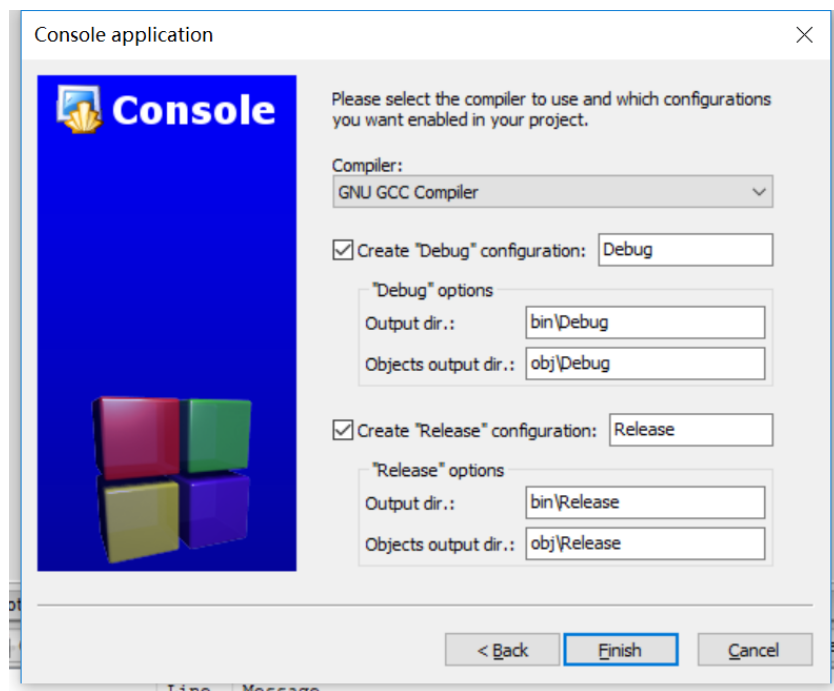 Console application
Console
Please select the compiler to use and which configurations
you want enabled in your project.
Compiler:
GNU GCC Compiler
Create "Debug" configuration: Debug
"Debug" options
Output dir.: bin\Debug
Objects output dir.: obj\Debug
Create "Release" configuration: Release
"Release" options
Output dir.: bin\Release
Objects output dir.: obj\Release
< Back Finish Cancel
Line Message